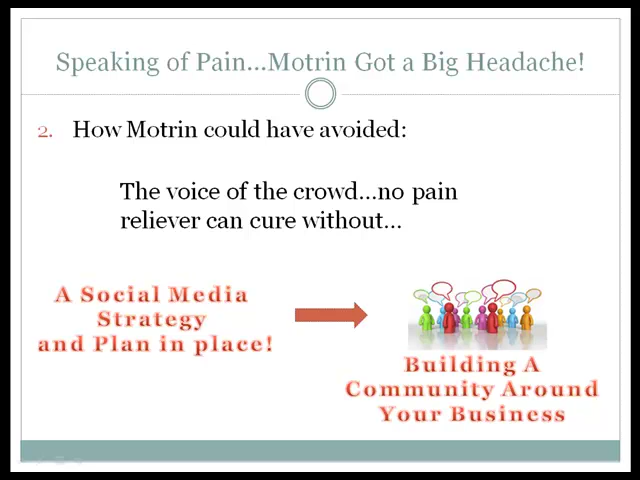 Speaking of Pain...Motrin Got a Big Headache!
2. How Motrin could have avoided:
The voice of the crowd...no pain
reliever can cure without...
A Social Media
Strategy
and Plan in place!
Building A
Community Around
Your Business